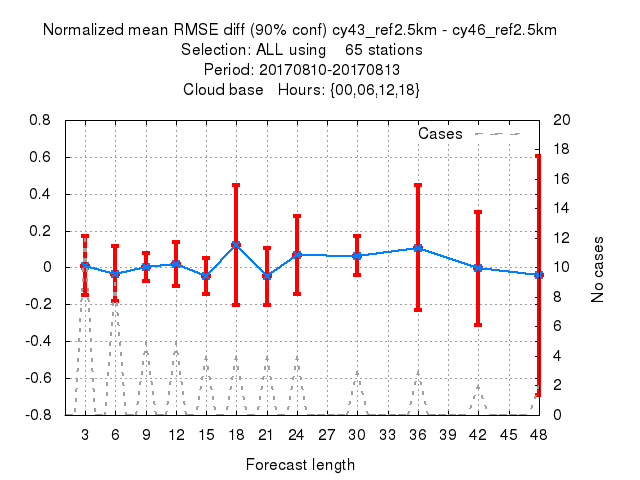 Normalized mean RMSE diff (90% conf) cy43_ref2.5km - cy46_ref2.5km
Selection: ALL using 65 stations
Period: 20170810-20170813
Cloud base Hours: {00,06,12,18}
Cases
0.8
0.6
0.4
0.2
0
-0.2
-0.4
-0.6
-0.8
20
18
16
14
12
10
8
6
4
2
0
No cases
3 6 9 12 15 18 21 24 27 30 33 36 39 42 45 48
Forecast length